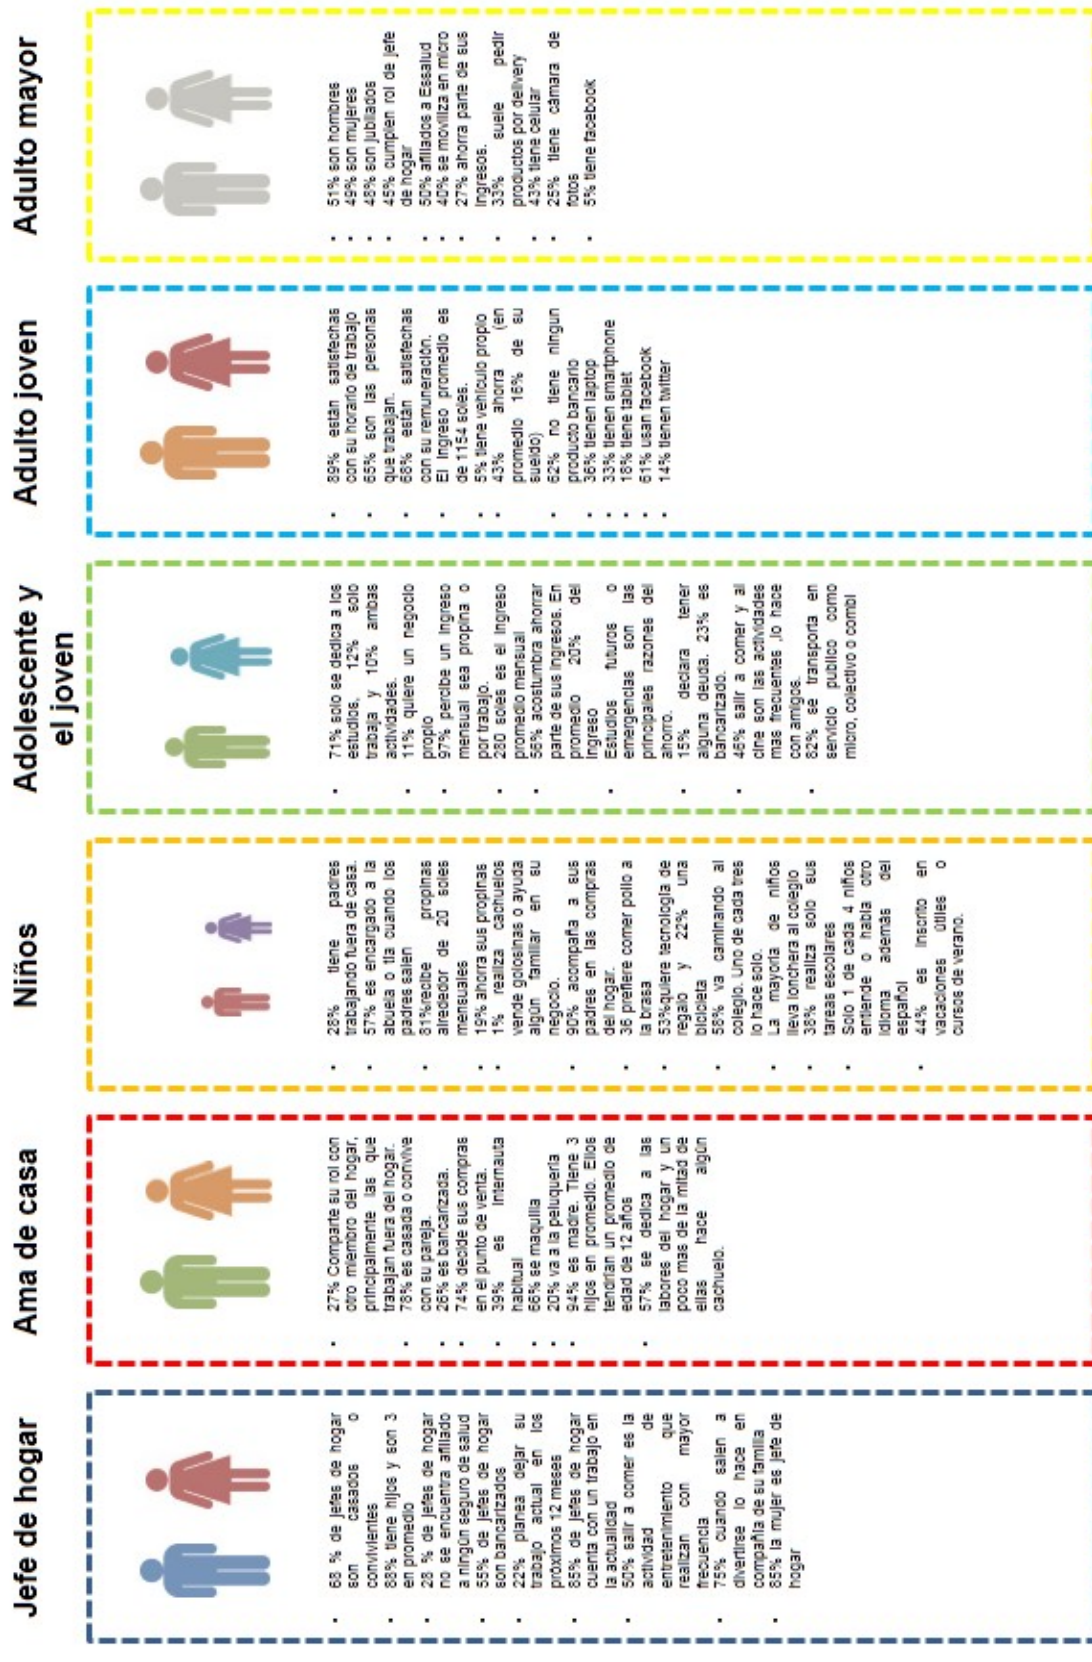 Jefe de hogar
• 68 % de jefes de hogar
son casados o
convivientes
• 88% tiene hijos y son 3
en promedio
• 28 % de jefes de hogar
no se encuentra afiliado
a ningún seguro de salud
• 55% de jefes de hogar
son bancarizados
• 22% planea dejar su
trabajo actual en los
próximos 12 meses
• 85% de jefes de hogar
cuenta con un trabajo en
la actualidad
• 50% salir a comer es la
actividad de
entretenimiento que
realizan con mayor
frecuencia
• 75% cuando salen a
divertirse lo hace en
compañía de su familia
• 85% la mujer es jefe de
hogar
Ama de casa
• 27% Comparte su rol con
otro miembro del hogar,
principalmente las que
trabajan fuera del hogar.
• 78% es casada o convive
con su pareja.
• 26% es bancarizada.
• 74% decide sus compras
en el punto de venta.
• 39% es internauta
habitual
• 66% se maquilla
• 20% va a la peluquería
• 94% es madre. Tiene 3
hijos en promedio. Ellos
tendrían un promedio de
edad de 12 años
• 57% se dedica a las
labores del hogar y un
poco mas de la mitad de
ellas hace algún
cachuelo.
Niños
• 28% tiene padres
trabajando fuera de casa.
• 57% es encargado a la
abuela o tía cuando los
padres salen
• 81%recibe propinas
alrededor de 20 soles
mensuales
• 19% ahorra sus propinas
• 1% realiza cachuelos
vende golosinas o ayuda
algún familiar en su
negocio.
• 90% acompaña a sus
padres en las compras
del hogar.
• 36 prefiere comer pollo a
la brasa
• 53%quiere tecnología de
regalo y 22% una
bicicleta
• 58% va caminando al
colegio. Uno de cada tres
lo hace solo.
• La mayoría de niños
lleva lonchera al colegio
• 38% realiza solo sus
tareas escolares
• Solo 1 de cada 4 niños
entiende o habla otro
idioma además del
español
• 44% es inscrito en
vacaciones útiles o
cursos de verano.
Adolescente y
el joven
• 71% solo se dedica a los
estudios, 12% solo
trabaja y 10% ambas
actividades.
• 11% quiere un negocio
propio
• 97% percibe un ingreso
mensual sea propina o
por trabajo.
• 280 soles es el ingreso
promedio mensual
• 56% acostumbra ahorrar
parte de sus ingresos. En
promedio 20% del
ingreso
• Estudios futuros o
emergencias son las
principales razones del
ahorro.
• 15% declara tener
alguna deuda. 23% es
bancarizado.
• 46% salir a comer y al
cine son las actividades
mas frecuentes ,lo hace
con amigos.
• 82% se transporta en
servicio publico como
micro, colectivo o combi
Adulto joven
• 89% están satisfechas
con su horario de trabajo
• 65% son las personas
que trabajan.
• 68% están satisfechas
con su remuneración.
• El ingreso promedio es
de 1154 soles.
• 5% tiene vehículo propio
• 43% ahorra (en
promedio 16% de su
sueldo)
• 62% no tiene ningun
producto bancario
• 36% tienen laptop
• 33% tienen smartphone
• 18% tiene tablet
• 61% usan facebook
• 14% tienen twitter
Adulto mayor
• 51% son hombres
• 49% son mujeres
• 48% son jubilados
• 45% cumplen rol de jefe
de hogar
• 50% afiliados a Essalud
• 40% se moviliza en micro
• 27% ahorra parte de sus
ingresos.
• 33% suele pedir
productos por delivery
• 43% tiene celular
• 25% tiene cámara de
fotos
• 5% tiene facebook